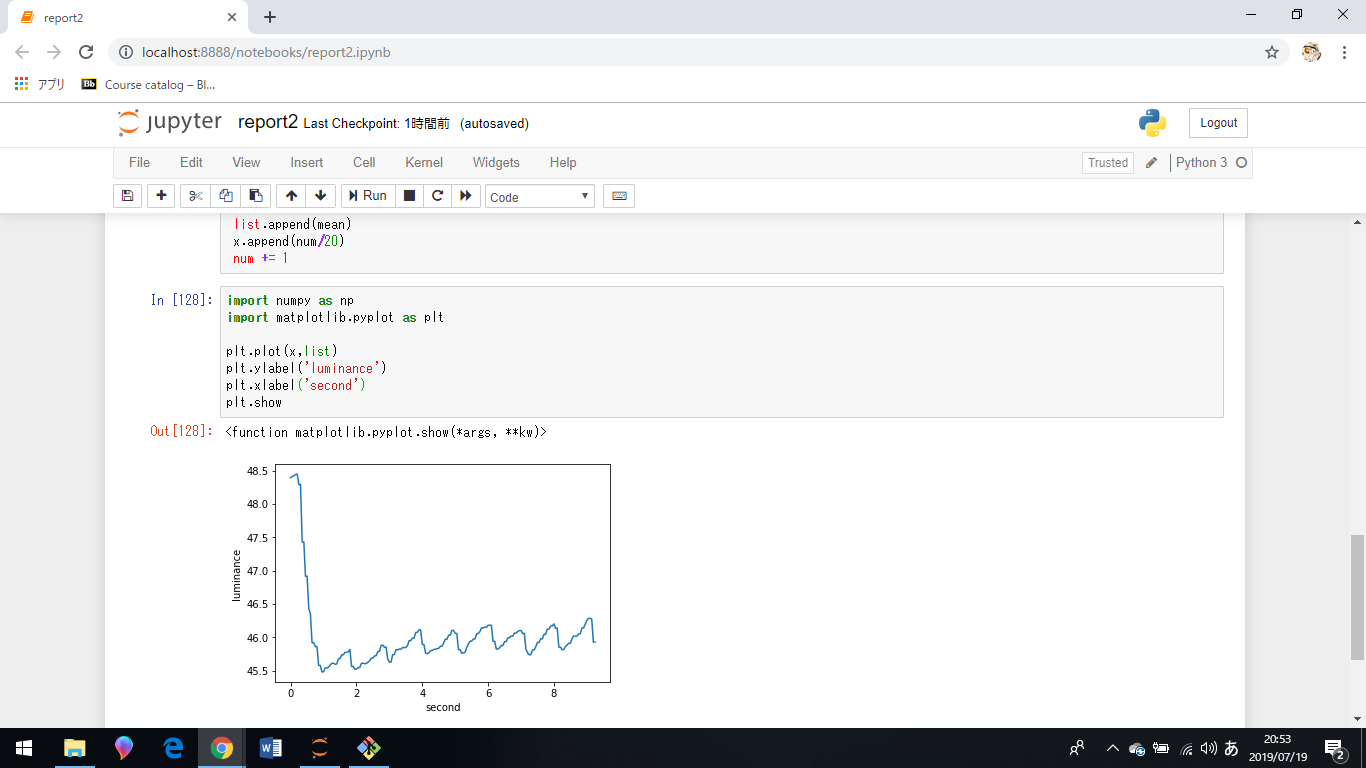 report2
localhost:8888/notebooks/report2.ipynb
アプリ Bb Course catalog – Bl...
jupyter report2 Last Checkpoint: 1時間前 (autosaved) Logout
File Edit View Insert Cell Kernel Widgets Help Trusted Python 3
Run Code
list.append(mean)
x.append(num/20)
num += 1
In [128]:
import numpy as np
import matplotlib.pyplot as plt
plt.plot(x,list)
plt.ylabel('luminance')
plt.xlabel('second')
plt.show
Out[128]: <function matplotlib.pyplot.show(*args, **kw)>
48.5
48.0
47.5
47.0
46.5
46.0
45.5
luminance
0 2 4 6 8
second
あ 20:53
2019/07/19
2